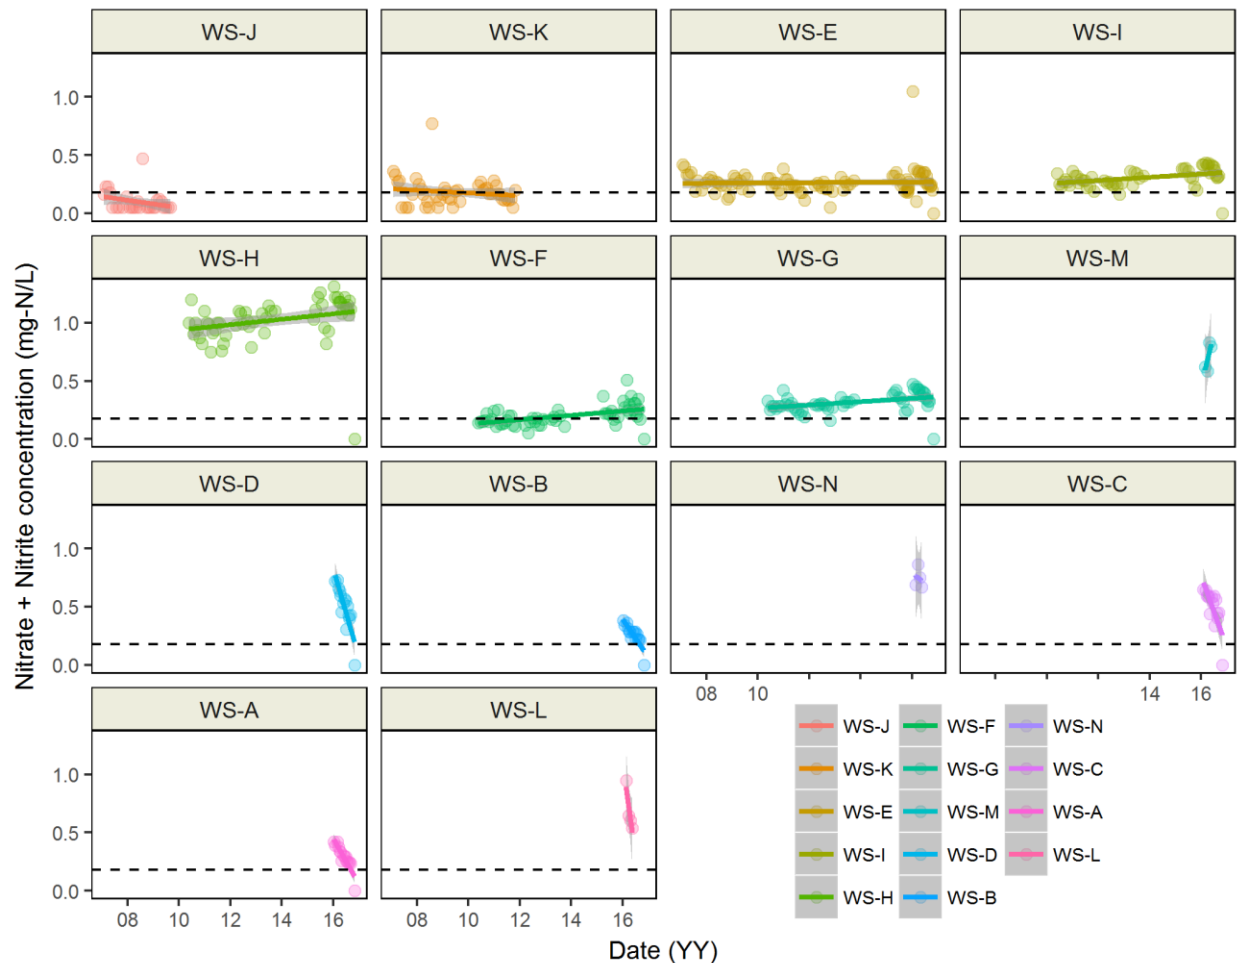 WS-J WS-K WS-E WS-I
1.0
0.5
0.0
WS-H WS-F WS-G WS-M
1.0
0.5
0.0
WS-D WS-B WS-N WS-C
1.0
0.5
0.0
08 10 14 16
WS-A WS-L
1.0
0.5
0.0
08 10 12 14 16 08 10 12 14 16
Nitrate + Nitrite concentration (mg-N/L)
Date (YY)
WS-J WS-F WS-N
WS-K WS-G WS-C
WS-E WS-M WS-A
WS-I WS-D WS-L
WS-H WS-B